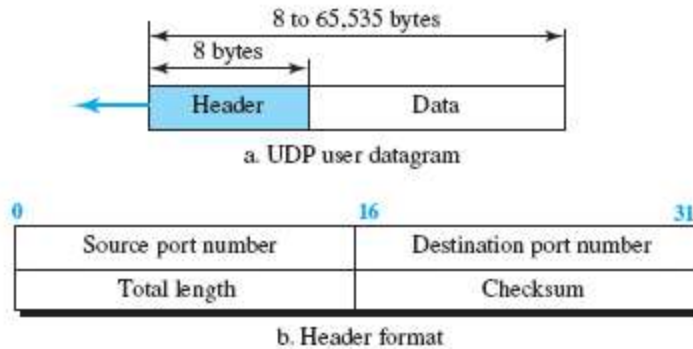 8 to 65,535 bytes
8 bytes
Header Data
a. UDP user datagram
0 16 31
Source port number Destination port number
Total length Checksum
b. Header format